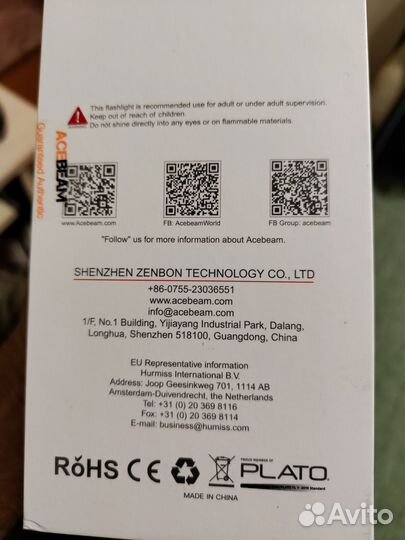 This flashlight is recommended use for adult or under adult supervision.
Keep out of reach of children.
Do not shine directly into any eyes or on flammable materials.
Guaranteed Authentic
ACEBEAM
www.Acebeam.com
FB: AcebeamWorld
FB Group: acebeam
"Follow" us for more information about Acebeam.
SHENZHEN ZENBON TECHNOLOGY CO., LTD
+86-0755-23036551
www.acebeam.com
info@acebeam.com
1/F, No.1 Building, Yijiayang Industrial Park, Dalang,
Longhua, Shenzhen 518100, Guangdong, China
EU Representative information
Hurmiss International B.V.
Address: Joop Geesinkweg 701, 1114 AB
Amsterdam-Duivendrecht, the Netherlands
Tel: +31 (0) 20 369 8116
Fax: +31 (0) 20 369 8114
E-mail: business@humiss.com
RoHS CE PLATO
PROUD MEMBER OF
Standard
MADE IN CHINA
Avito